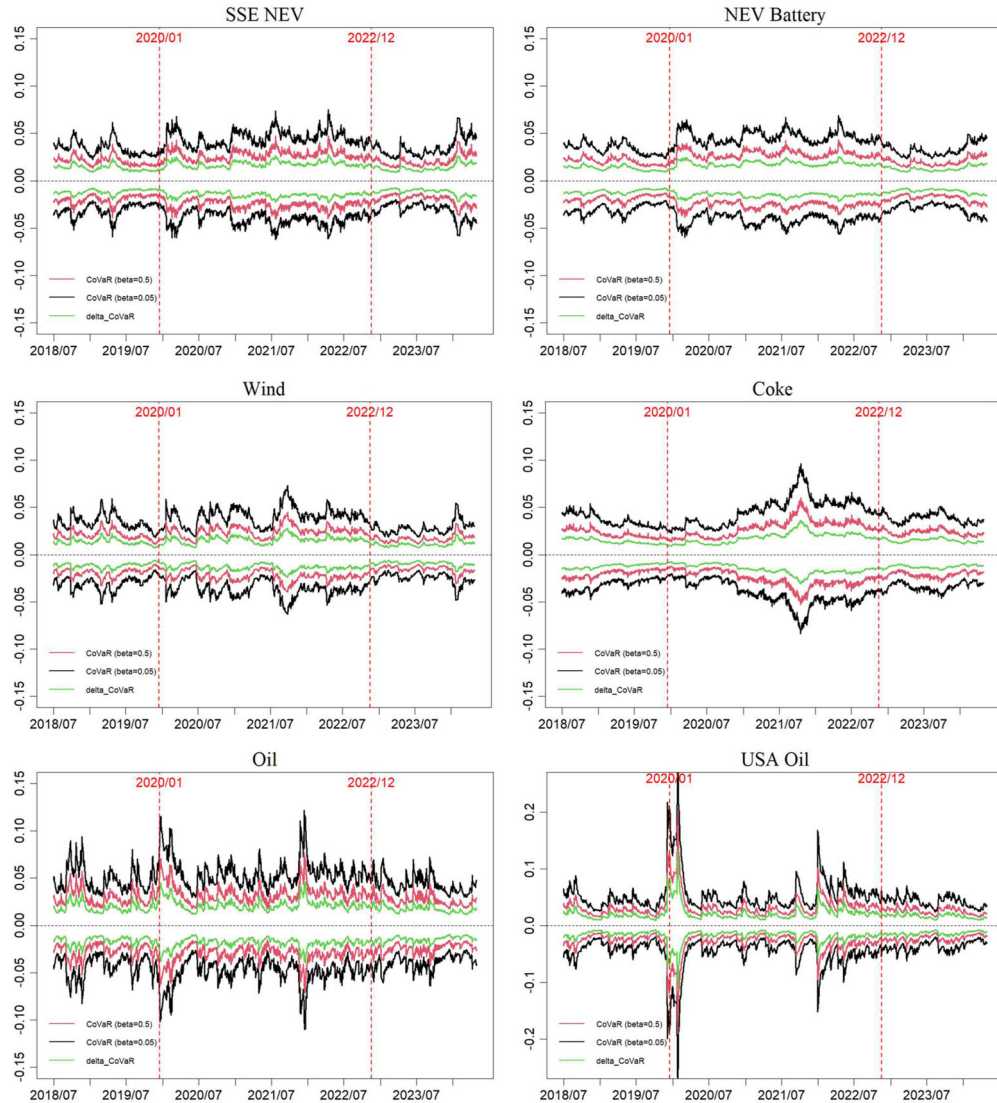 SSE NEV
NEV Battery
0.15
0.10
0.05
0.00
-0.05
-0.10
-0.15
2020/01
2022/12
CoVaR (beta=0.5)
CoVaR (beta=0.05)
delta_CoVaR
2018/07 2019/07 2020/07 2021/07 2022/07 2023/07
0.15
0.10
0.05
0.00
-0.05
-0.10
-0.15
2020/01
2022/12
CoVaR (beta=0.5)
CoVaR (beta=0.05)
delta_CoVaR
2018/07 2019/07 2020/07 2021/07 2022/07 2023/07
Wind
Coke
0.15
0.10
0.05
0.00
-0.05
-0.10
-0.15
2020/01
2022/12
CoVaR (beta=0.5)
CoVaR (beta=0.05)
delta_CoVaR
2018/07 2019/07 2020/07 2021/07 2022/07 2023/07
0.15
0.10
0.05
0.00
-0.05
-0.10
-0.15
2020/01
2022/12
CoVaR (beta=0.5)
CoVaR (beta=0.05)
delta_CoVaR
2018/07 2019/07 2020/07 2021/07 2022/07 2023/07
Oil
USA Oil
0.15
0.10
0.05
0.00
-0.05
-0.10
-0.15
2020/01
2022/12
CoVaR (beta=0.5)
CoVaR (beta=0.05)
delta_CoVaR
2018/07 2019/07 2020/07 2021/07 2022/07 2023/07
0.2
0.1
0.0
-0.1
-0.2
2020/01
2022/12
CoVaR (beta=0.5)
CoVaR (beta=0.05)
delta_CoVaR
2018/07 2019/07 2020/07 2021/07 2022/07 2023/07